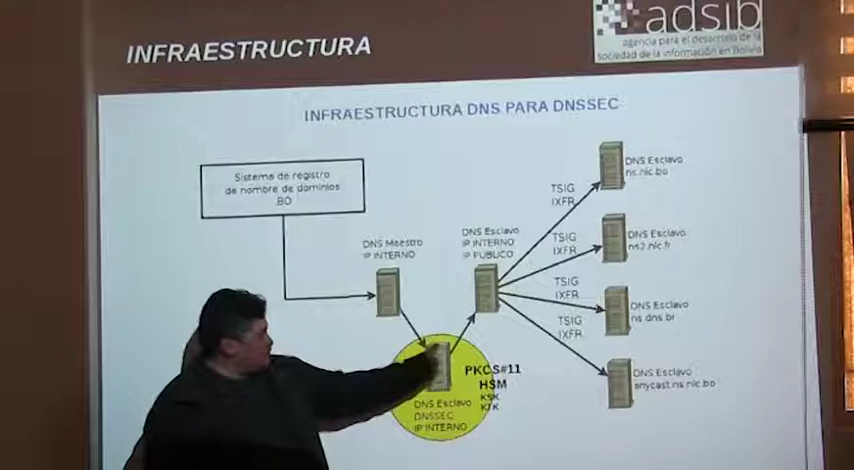 INFRAESTRUCTURA
adsib
agencia para el desarrollo de la
sociedad de la información en Bolivia
INFRAESTRUCTURA DNS PARA DNSSEC
Sistema de registro
de nombre de dominios
.BO
DNS Maestro
IP INTERNO
DNS Esclavo
IP INTERNO
IP PÚBLICO
TSIG
IXFR
DNS Esclavo
ns.nic.bo
TSIG
IXFR
DNS Esclavo
ns2.nic.fr
TSIG
IXFR
DNS Esclavo
ns.dns.br
TSIG
IXFR
DNS Esclavo
anycast.ns.nic.bo
PKCS#11
HSM
KSK
DNS Esclavo
DNSSEC
IP INTERNO